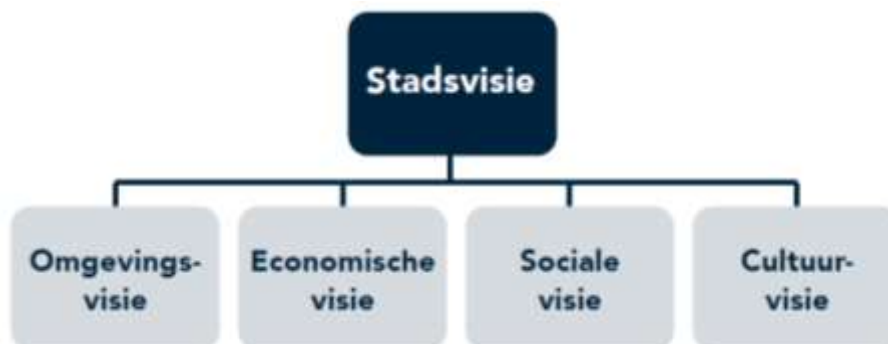 Stadsvisie
Omgevings-
visie
Economische
visie
Sociale
visie
Cultuur-
visie